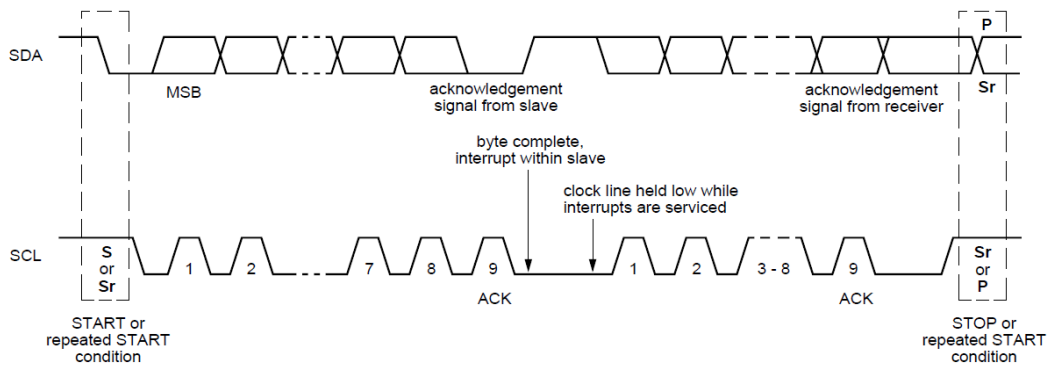 P
SDA
MSB
acknowledgement
signal from slave
acknowledgement
signal from receiver
Sr
byte complete,
interrupt within slave
clock line held low while
interrupts are serviced
SCL
S
or
Sr
1
2
7
8
9
1
2
3 - 8
9
Sr
or
P
ACK
ACK
START or
repeated START
condition
STOP or
repeated START
condition